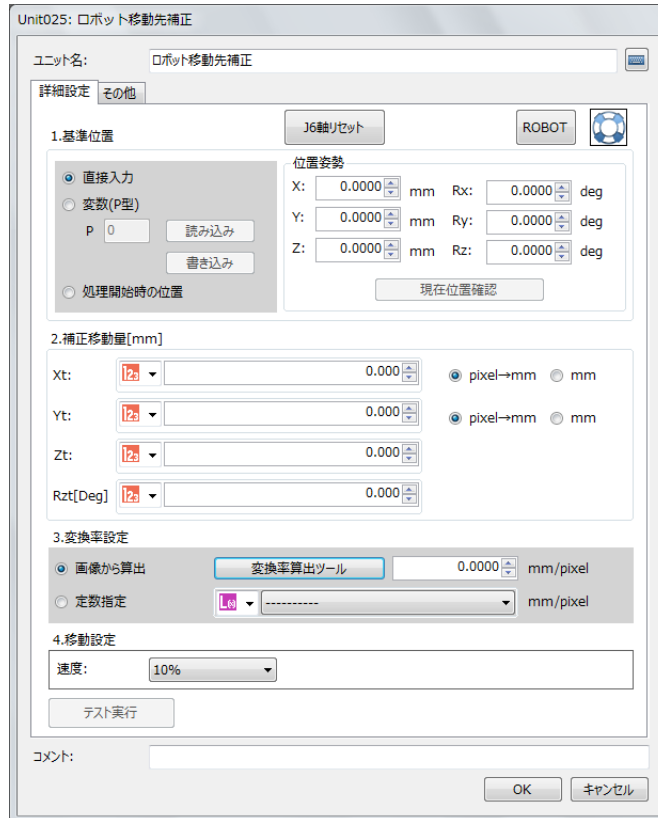 Unit025: ロボット移動先補正
ユニット名: ロボット移動先補正
詳細設定 その他
J6軸リセット ROBOT
1.基準位置
直接入力
変数(P型)
P 0 読み込み
書き込み
処理開始時の位置
位置姿勢
X: 0.0000 mm Rx: 0.0000 deg
Y: 0.0000 mm Ry: 0.0000 deg
Z: 0.0000 mm Rz: 0.0000 deg
現在位置確認
2.補正移動量[mm]
Xt: 123 0.000 pixel→mm mm
Yt: 123 0.000 pixel→mm mm
Zt: 123 0.000
Rzt[Deg] 123 0.000
3.変換率設定
画像から算出 変換率算出ツール 0.0000 mm/pixel
定数指定 ---------- mm/pixel
4.移動設定
速度: 10%
テスト実行
コメント:
OK キャンセル